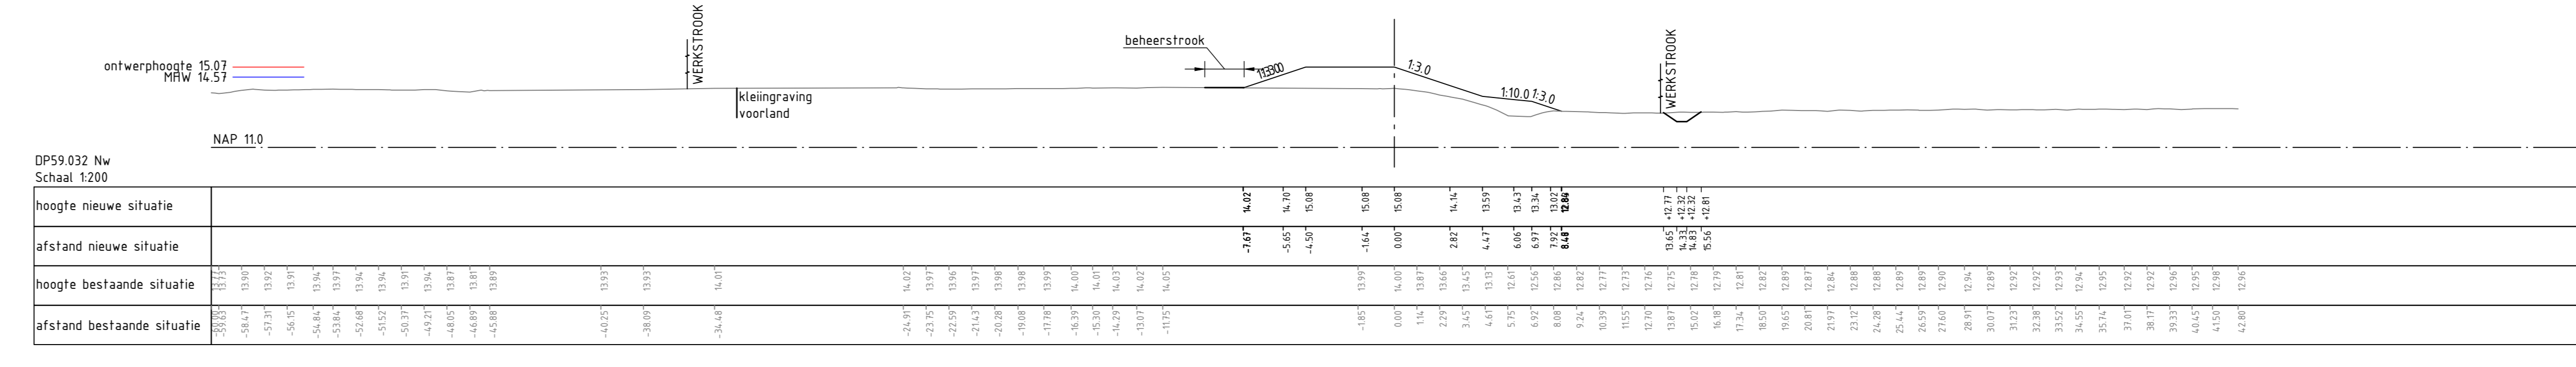 WERKSTROOK
beheerstrook
ontwerphoogte 15.07
MHW 14.57
1:3.0
WERKSTROOK
kleiingraving
voorland
1:10.0 1:3.0
NAP 11.0
DP59.032 Nw
Schaal 1:200
hoogte nieuwe situatie 14.02 14.70 15.08 15.08 15.08 14.14 13.59 13.43 13.34 13.02 +12.77 +12.32 +12.32 +12.81
afstand nieuwe situatie -7.67 -5.65 -4.50 -1.64 0.00 2.82 4.47 6.06 6.97 7.92 13.65 14.33 14.83 15.56
hoogte bestaande situatie 13.73 13.90 13.92 13.91 13.94 13.97 13.94 13.94 13.91 13.94 13.87 13.81 13.89 13.93 13.93 14.01 14.02 13.97 13.96 13.97 13.98 13.98 13.99 14.00 14.01 14.03 14.02 14.05 13.99 14.00 13.87 13.66 13.45 13.13 12.61 12.56 12.86 12.82 12.77 12.73 12.76 12.75 12.78 12.79 12.81 12.82 12.89 12.87 12.84 12.88 12.88 12.89 12.89 12.90 12.94 12.89 12.92 12.92 12.93 12.94 12.95 12.92 12.92 12.96 12.95 12.98 12.96
afstand bestaande situatie -59.63 -58.47 -57.31 -56.15 -54.84 -53.84 -52.68 -51.52 -50.37 -49.21 -48.05 -46.89 -45.88 -40.25 -38.09 -34.48 -24.91 -23.75 -22.59 -21.43 -20.28 -19.08 -17.78 -16.39 -15.30 -14.29 -13.07 -11.75 -1.85 0.00 1.14 2.29 3.45 4.61 5.75 6.92 8.08 9.24 10.39 11.55 12.70 13.87 15.02 16.18 17.34 18.50 19.65 20.81 21.97 23.12 24.28 25.44 26.59 27.60 28.91 30.07 31.23 32.38 33.52 34.55 35.74 37.01 38.17 39.33 40.45 41.50 42.80